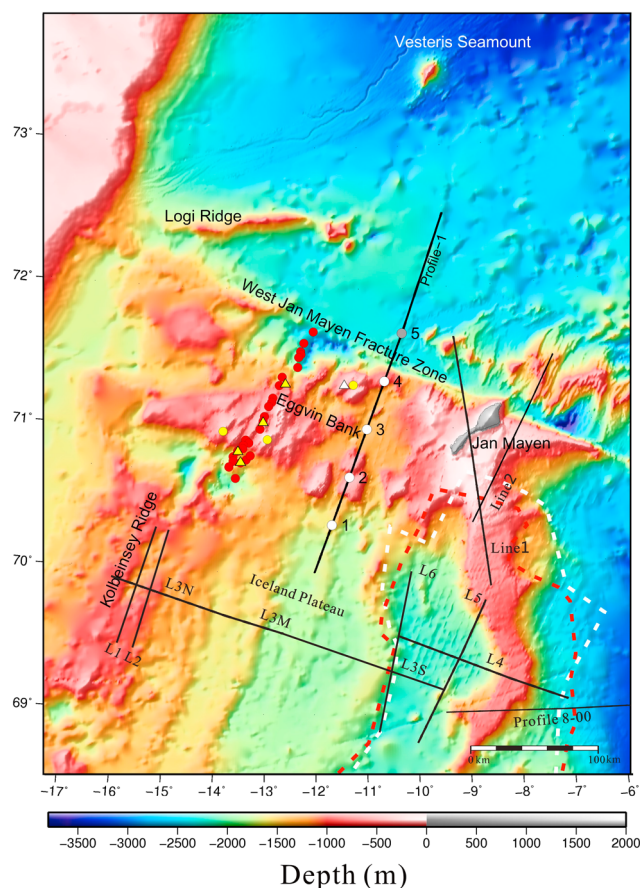 Vesteris Seamount
73°
Logi Ridge
72°
Profile-1
West Jan Mayen Fracture Zone
5
4
71°
Eggvin Bank
3
Jan Mayen
2
Line2
1
Line1
70°
Kolbeinsey Ridge
Iceland Plateau
L6
L3N
L3M
L5
L1 L2
L3S
L4
69°
Profile 8-00
0km 100km
-17° -16° -15° -14° -13° -12° -11° -10° -9° -8° -7° -6°
-3500 -3000 -2500 -2000 -1500 -1000 -500 0 500 1000 1500 2000
Depth (m)